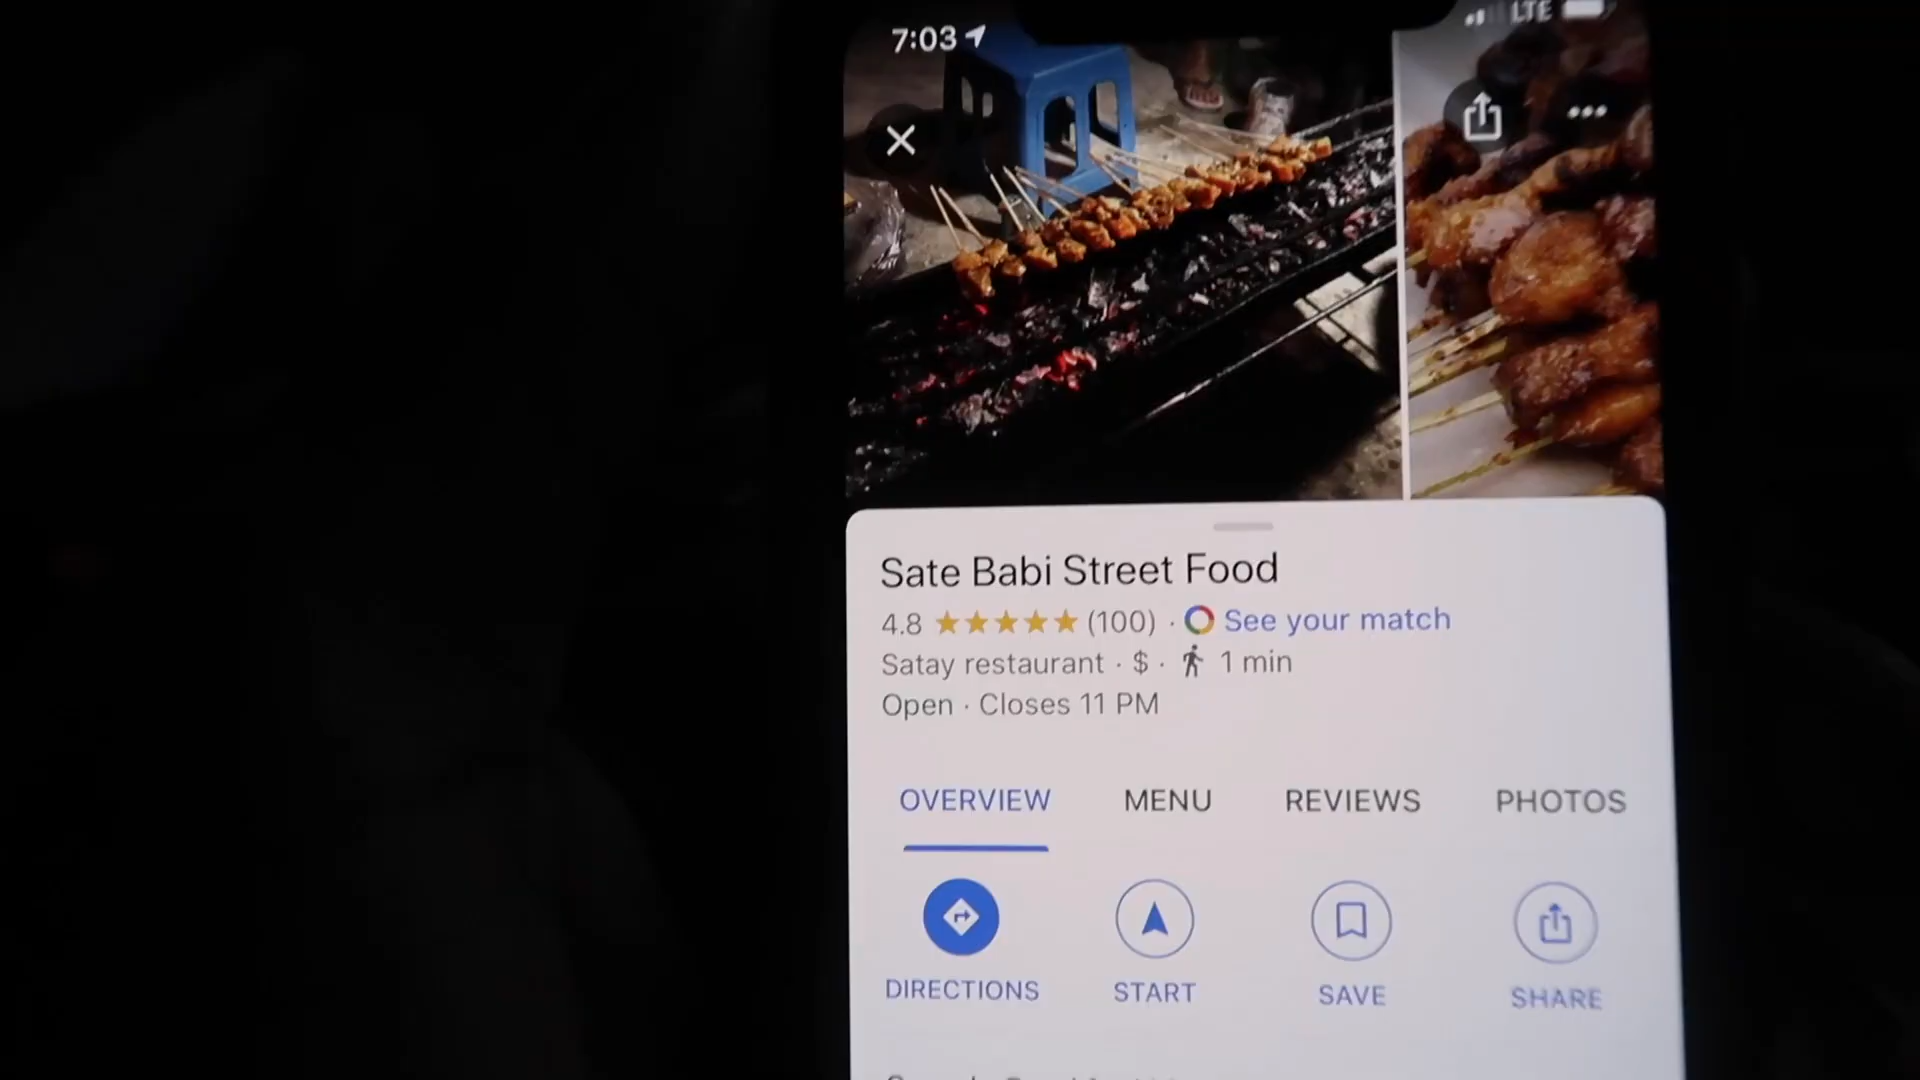 7:03
LTE
Sate Babi Street Food
4.8 (100) · See your match
Satay restaurant · $ · 1 min
Open · Closes 11 PM
OVERVIEW MENU REVIEWS PHOTOS
DIRECTIONS START SAVE SHARE